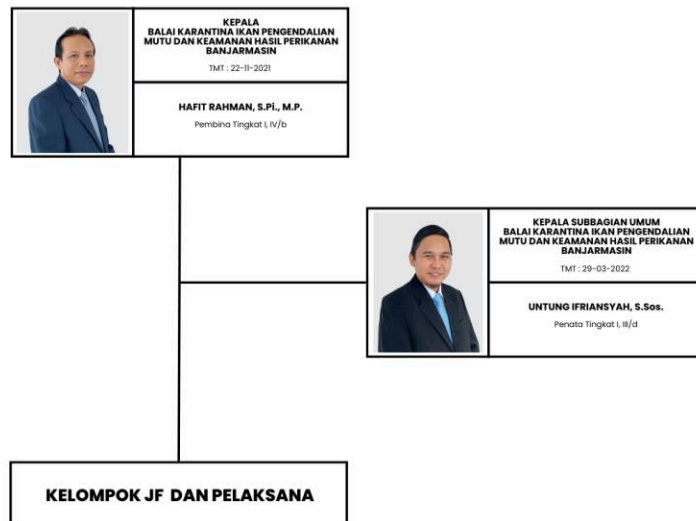 KEPALA
BALAI KARANTINA IKAN PENGENDALIAN
MUTU DAN KEAMANAN HASIL PERIKANAN
BANJARMASIN
TMT : 22-11-2021
HAFIT RAHMAN, S.Pi., M.P.
Pembina Tingkat I, IV/b
KEPALA SUBBAGIAN UMUM
BALAI KARANTINA IKAN PENGENDALIAN
MUTU DAN KEAMANAN HASIL PERIKANAN
BANJARMASIN
TMT : 29-03-2022
UNTUNG IFRIANSYAH, S.Sos.
Penata Tingkat I, III/d
KELOMPOK JF DAN PELAKSANA